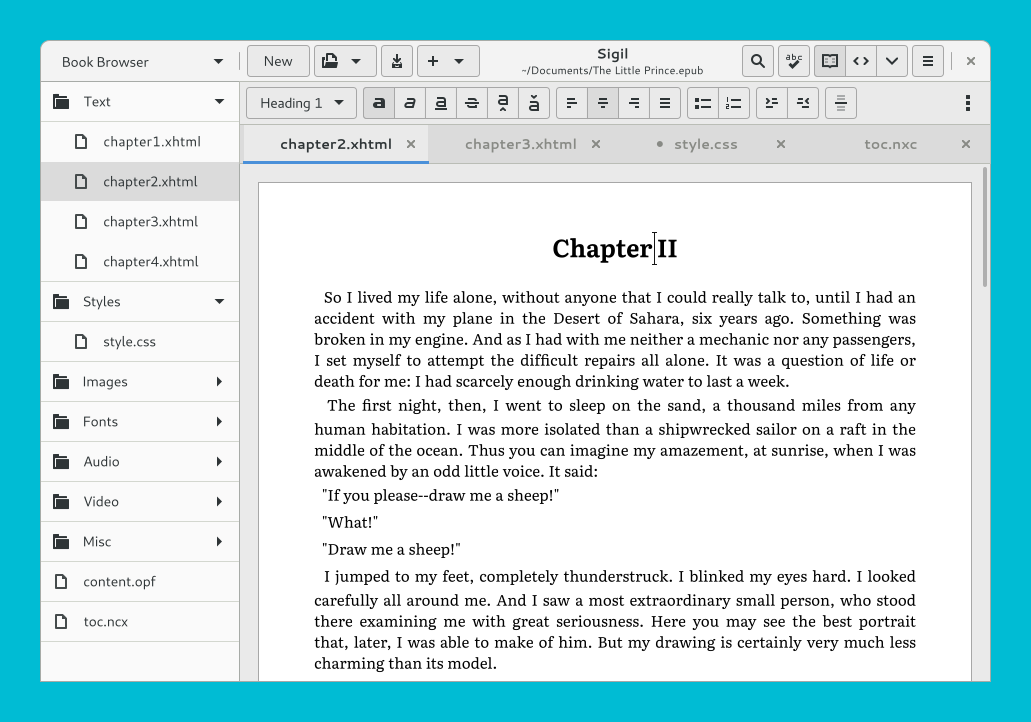 Book Browser
New
Sigil
~/Documents/The Little Prince.epub
abc
Text
Heading 1
a a a a a a
chapter1.xhtml
chapter2.xhtml
chapter3.xhtml
style.css
toc.nxc
chapter2.xhtml
chapter3.xhtml
chapter4.xhtml
Styles
style.css
Images
Fonts
Audio
Video
Misc
content.opf
toc.ncx
Chapter II
So I lived my life alone, without anyone that I could really talk to, until I had an
accident with my plane in the Desert of Sahara, six years ago. Something was
broken in my engine. And as I had with me neither a mechanic nor any passengers,
I set myself to attempt the difficult repairs all alone. It was a question of life or
death for me: I had scarcely enough drinking water to last a week.
The first night, then, I went to sleep on the sand, a thousand miles from any
human habitation. I was more isolated than a shipwrecked sailor on a raft in the
middle of the ocean. Thus you can imagine my amazement, at sunrise, when I was
awakened by an odd little voice. It said:
"If you please--draw me a sheep!"
"What!"
"Draw me a sheep!"
I jumped to my feet, completely thunderstruck. I blinked my eyes hard. I looked
carefully all around me. And I saw a most extraordinary small person, who stood
there examining me with great seriousness. Here you may see the best portrait
that, later, I was able to make of him. But my drawing is certainly very much less
charming than its model.